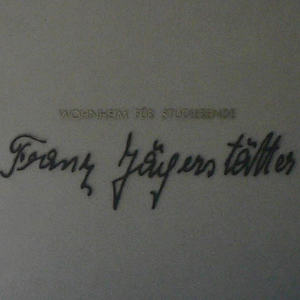 WOHNHEIM FÜR STUDIERENDE
Franz Jägerstätter